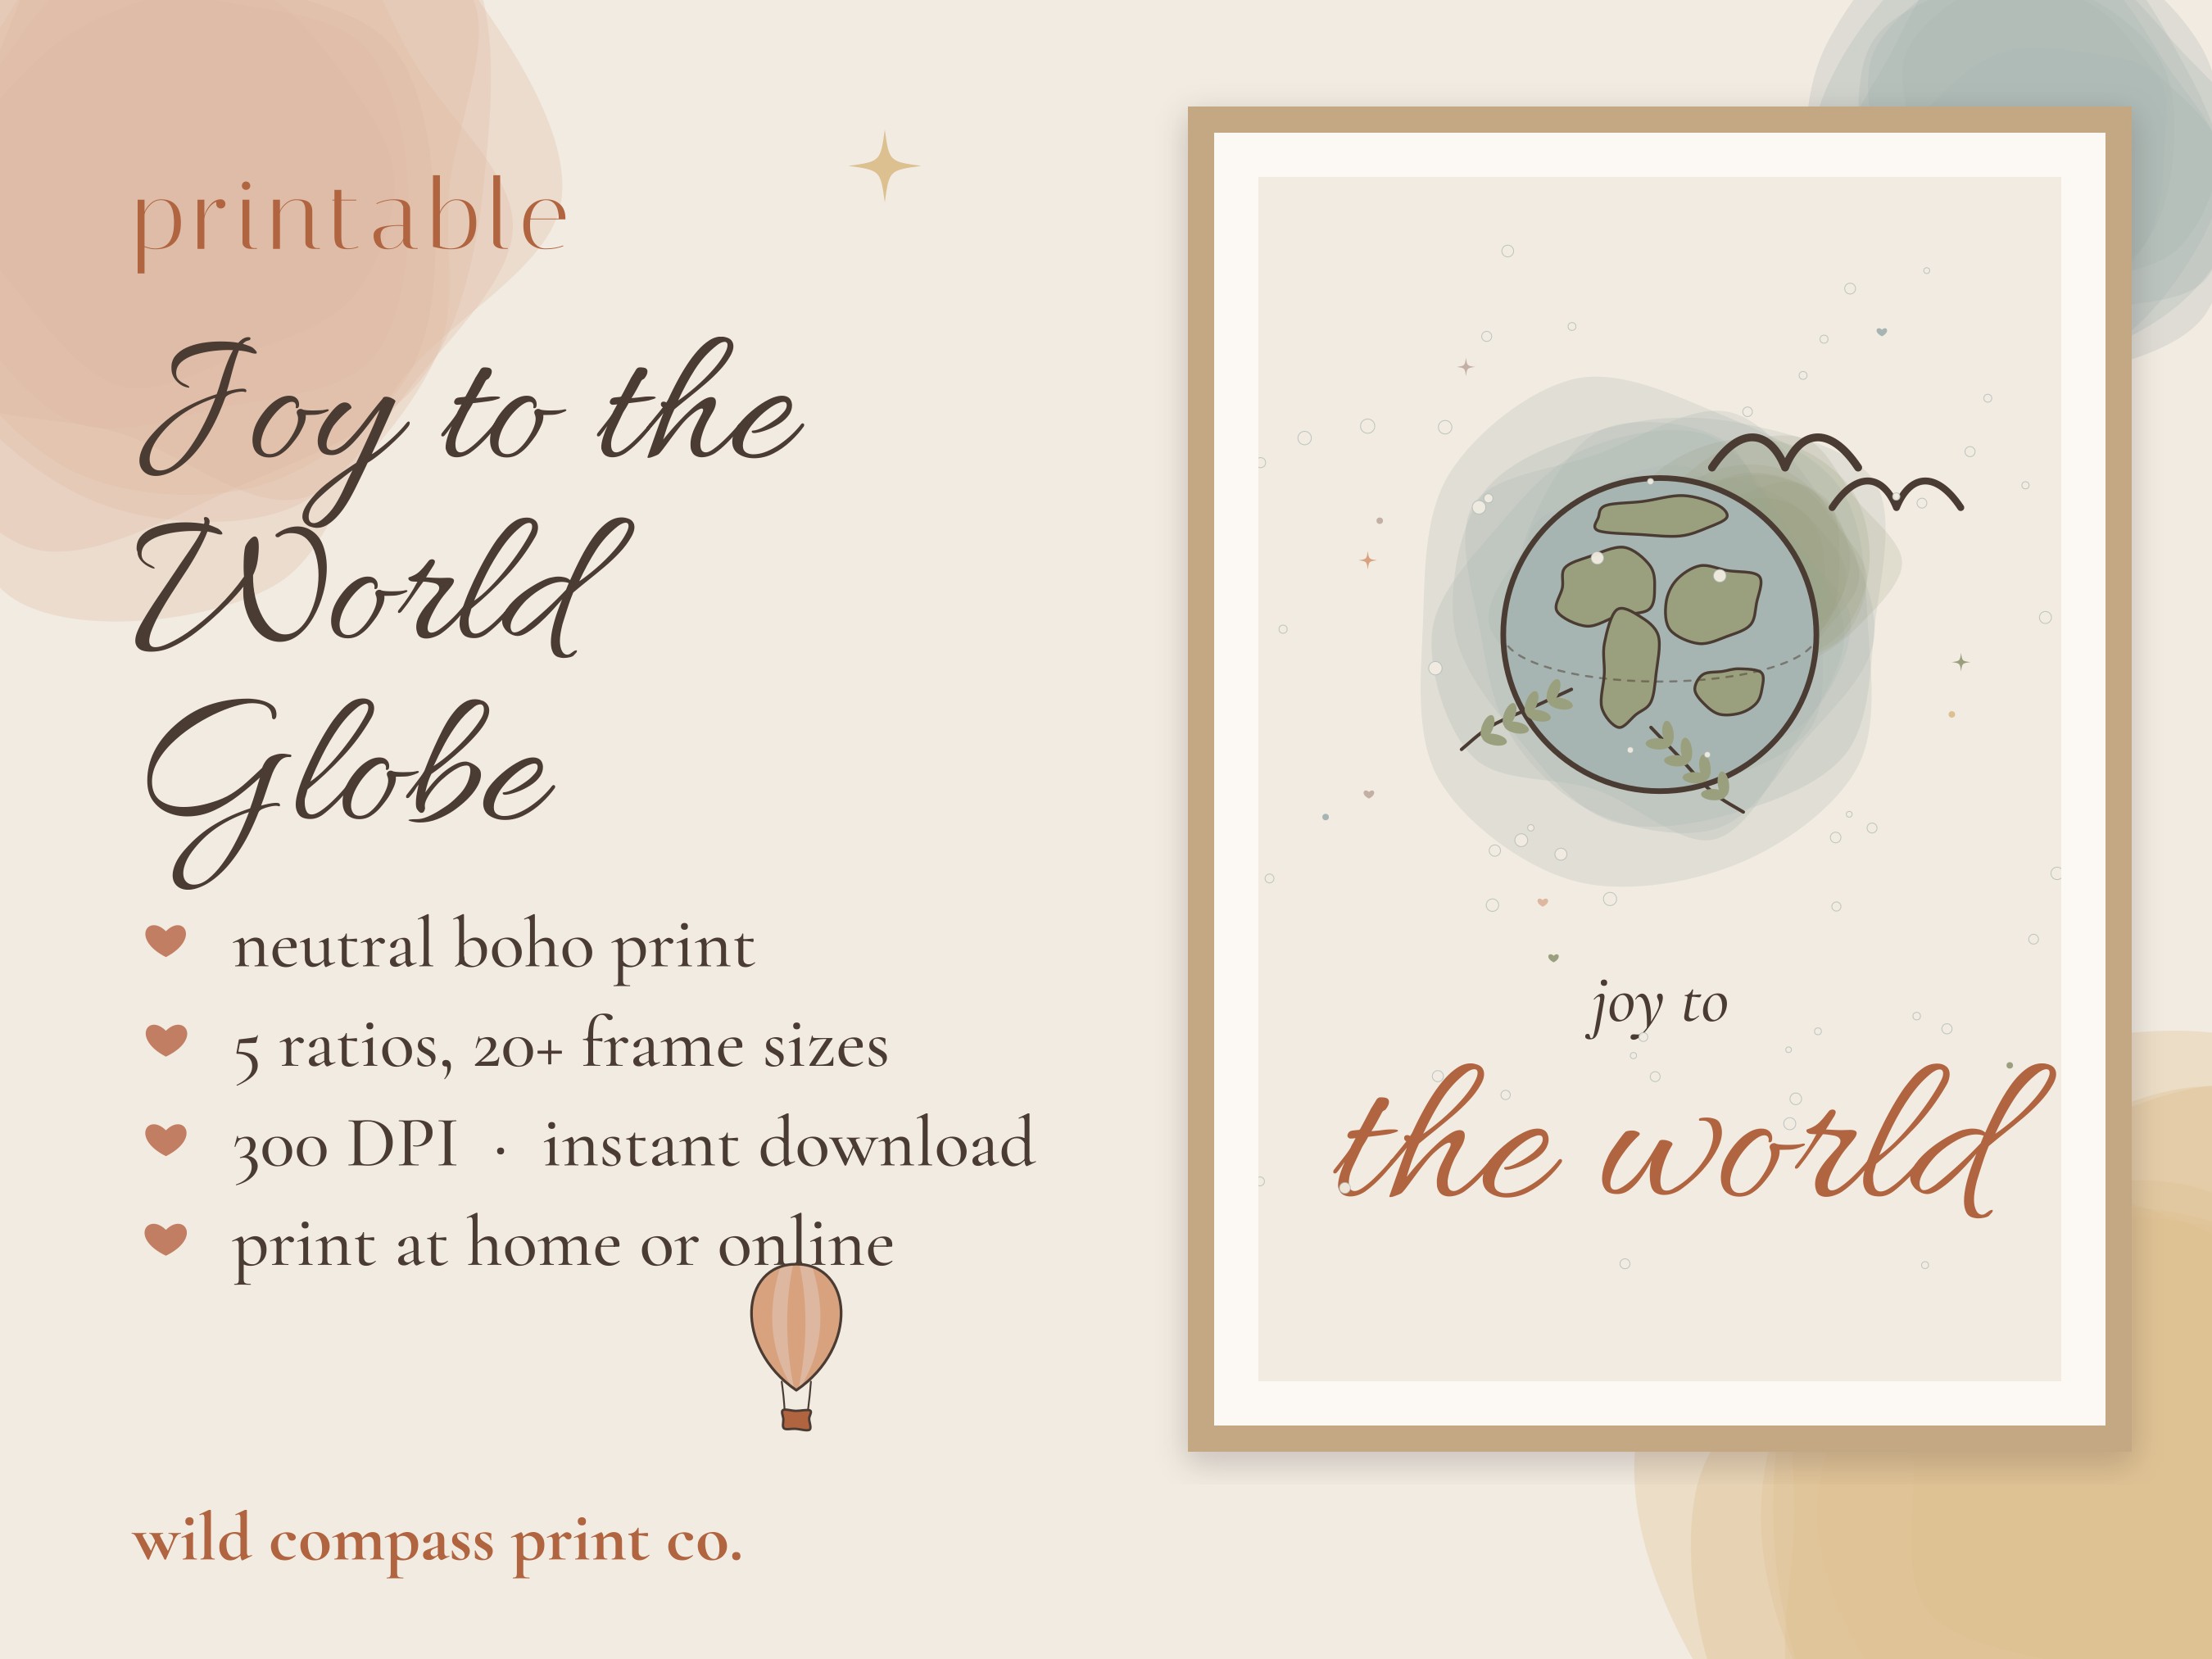 printable
Joy to the
World
Globe
neutral boho print
5 ratios, 20+ frame sizes
300 DPI · instant download
print at home or online
wild compass print co.
joy to
the world